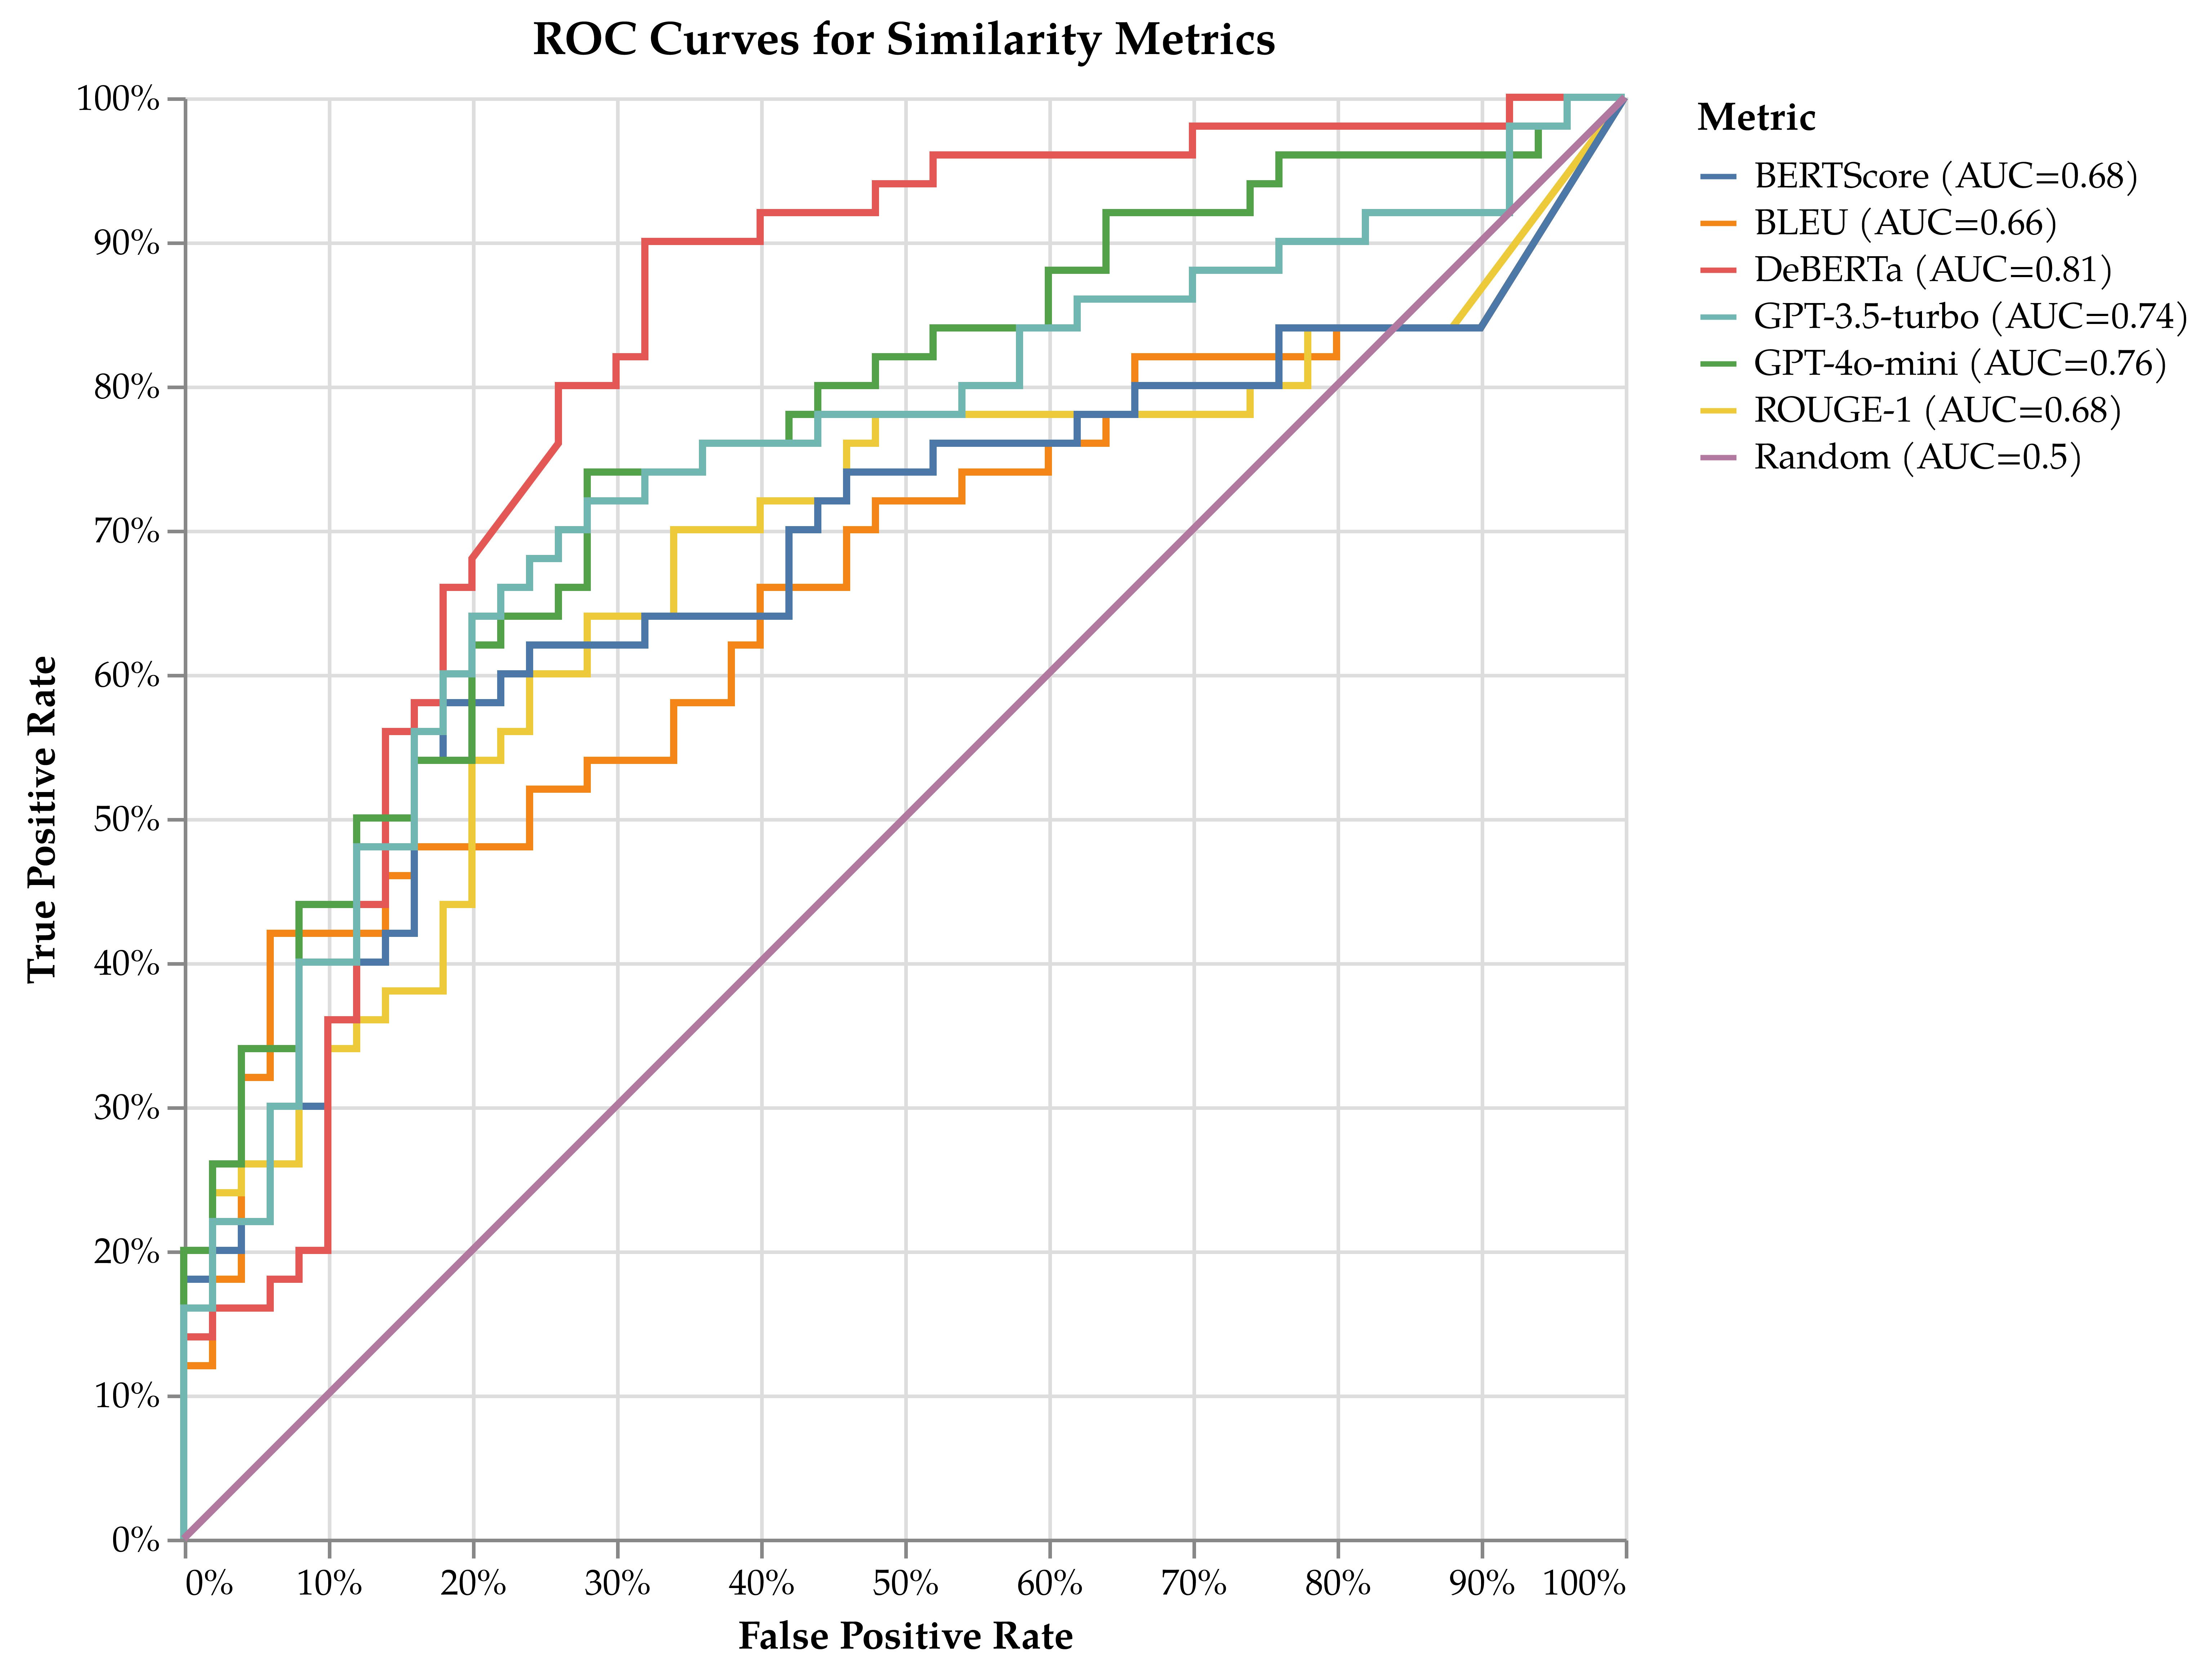 ROC Curves for Similarity Metrics
Metric
BERTScore (AUC=0.68)
BLEU (AUC=0.66)
DeBERTa (AUC=0.81)
GPT-3.5-turbo (AUC=0.74)
GPT-4o-mini (AUC=0.76)
ROUGE-1 (AUC=0.68)
Random (AUC=0.5)
True Positive Rate
100%
90%
80%
70%
60%
50%
40%
30%
20%
10%
0%
0% 10% 20% 30% 40% 50% 60% 70% 80% 90% 100%
False Positive Rate